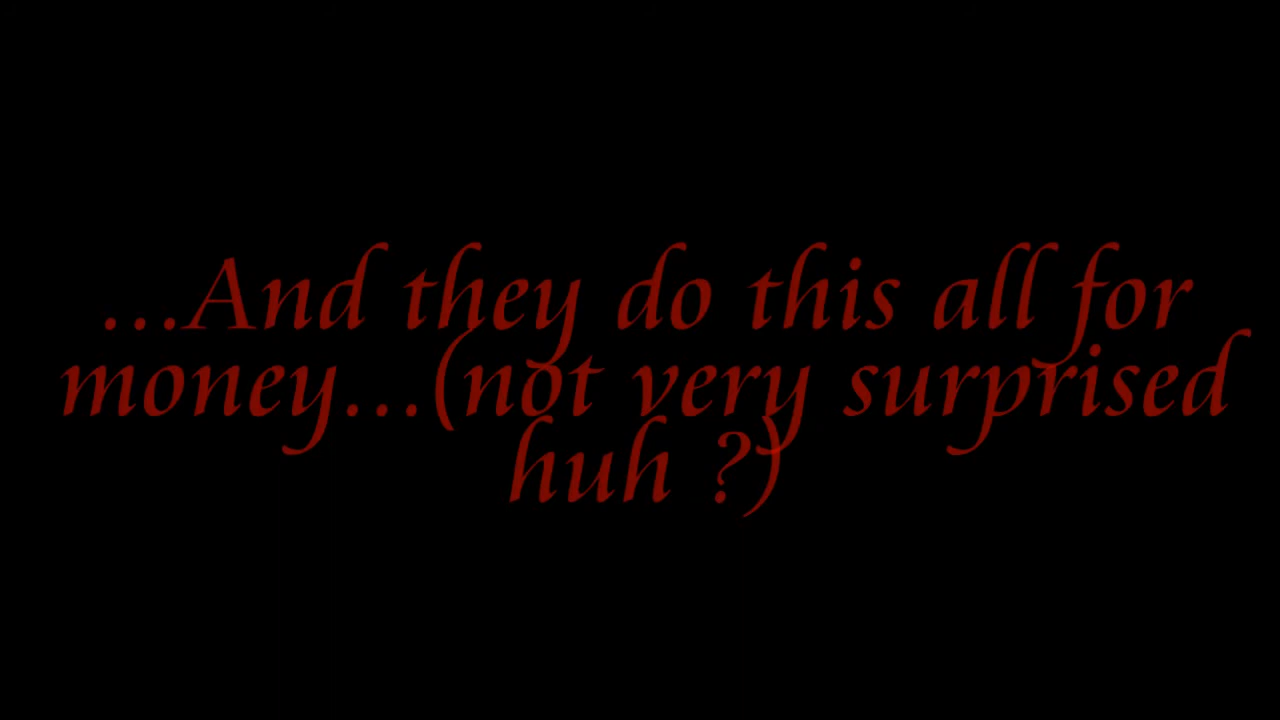 ...And they do this all for
money...(not very surprised
huh ?)